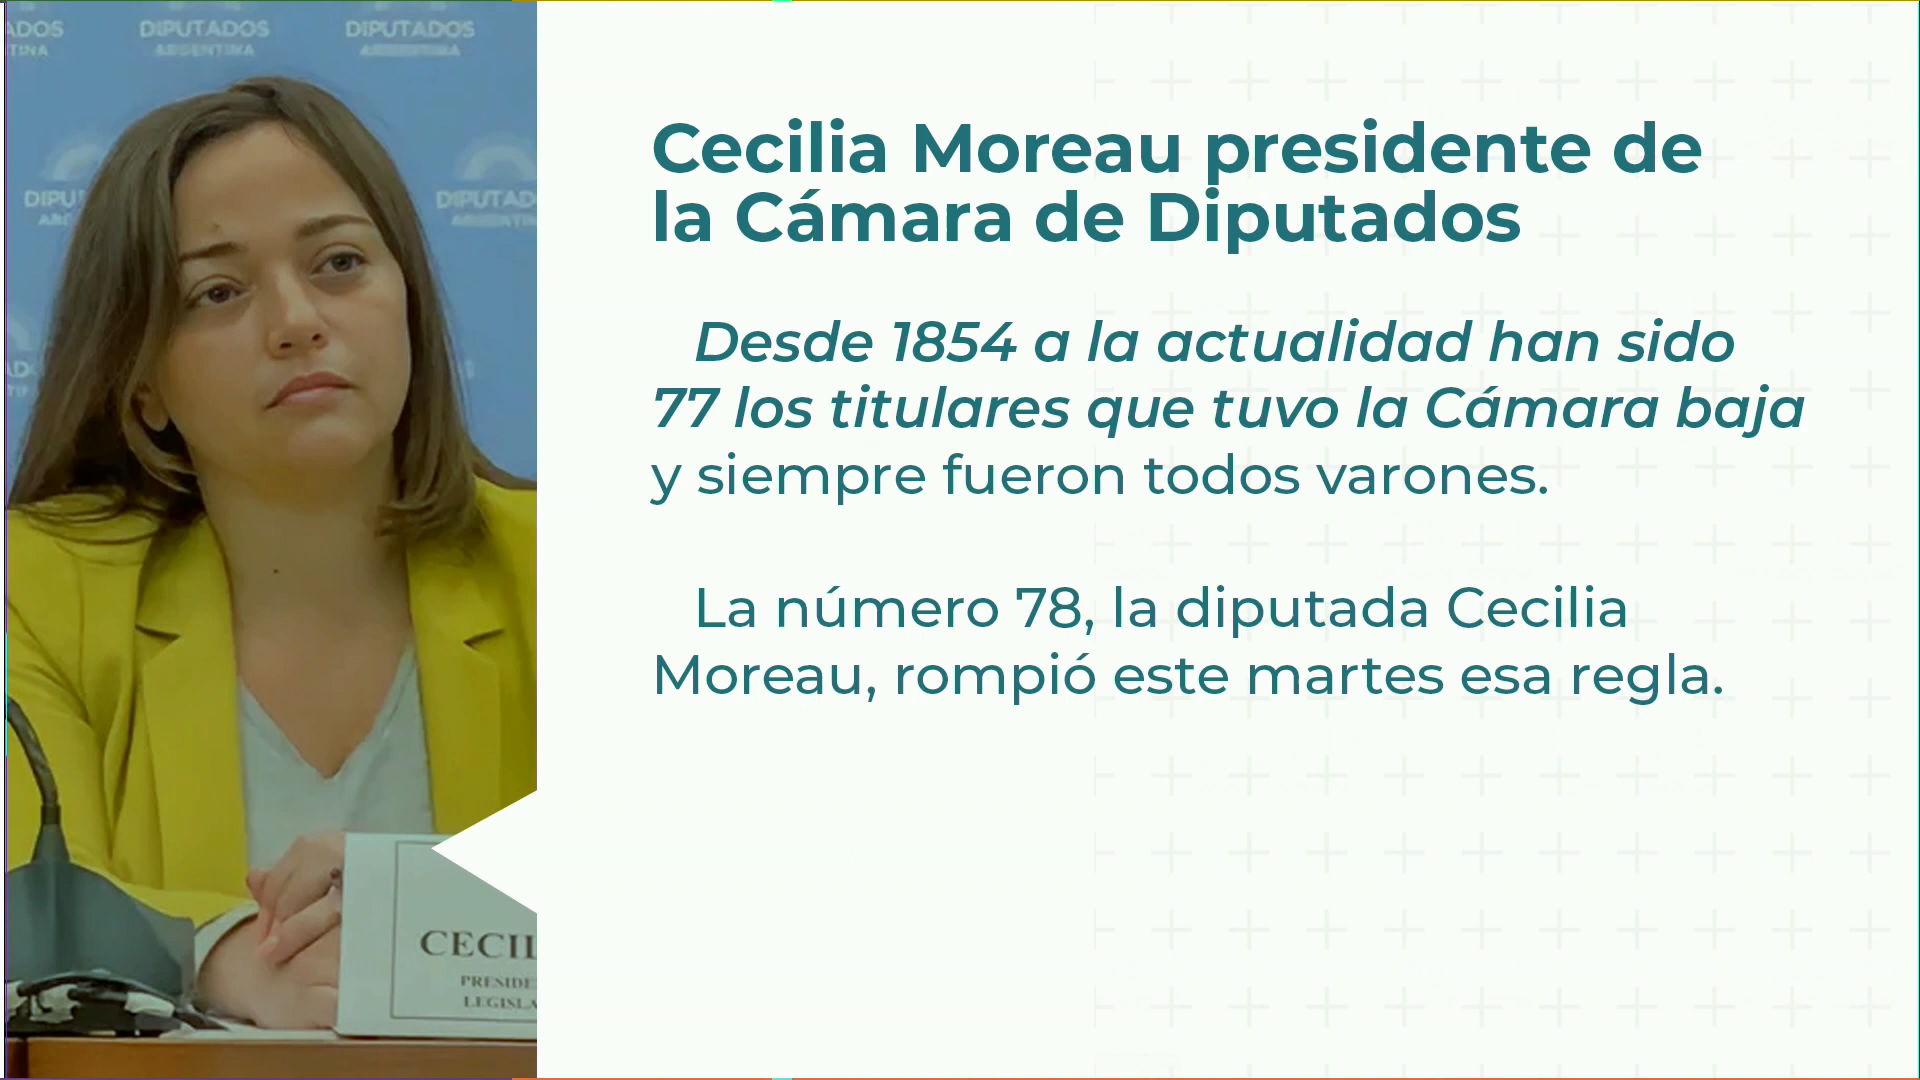 DIPUTADOS
ARGENTINA
DIPUTADOS
ARGENTINA
Cecilia Moreau presidente de
la Cámara de Diputados
Desde 1854 a la actualidad han sido
77 los titulares que tuvo la Cámara baja
y siempre fueron todos varones.
La número 78, la diputada Cecilia
Moreau, rompió este martes esa regla.